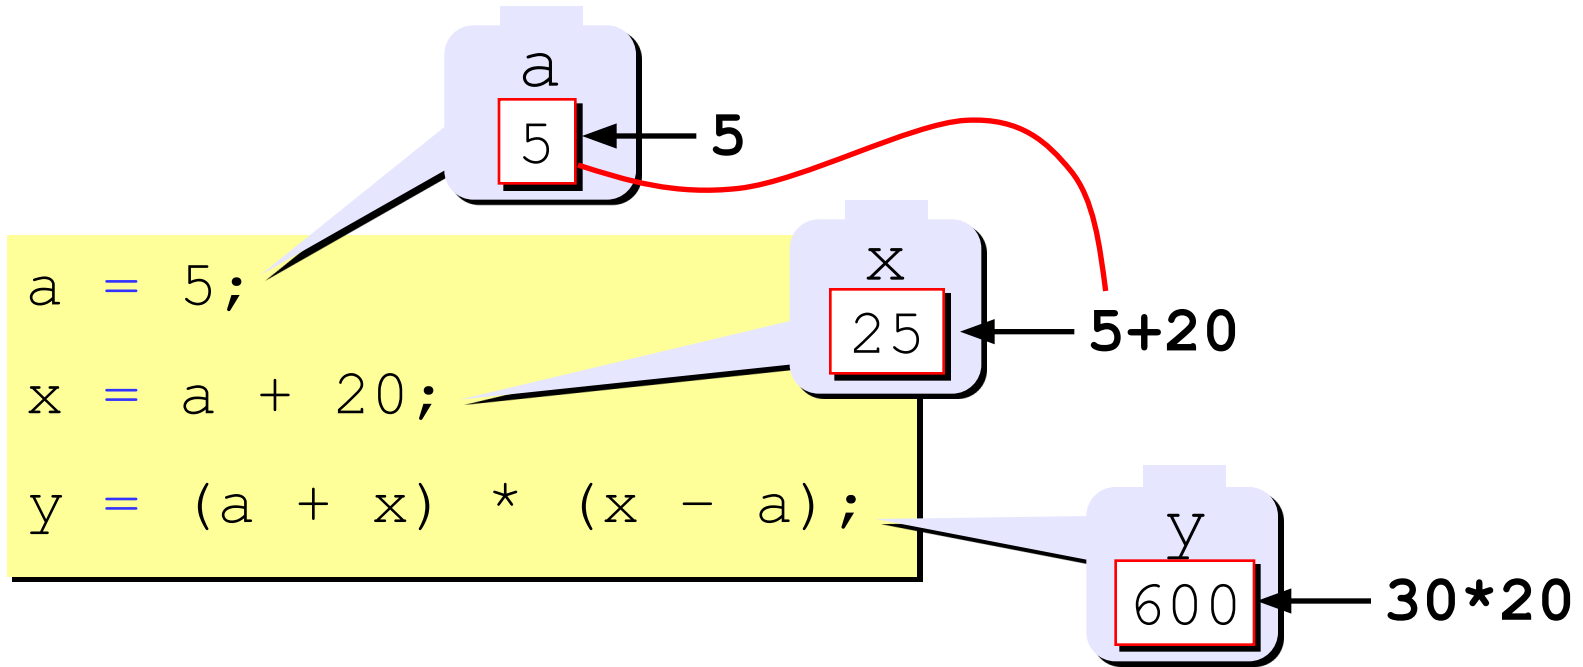 a
5
5
a = 5;
x
25
5+20
x = a + 20;
y = (a + x) * (x - a);
y
600
30*20